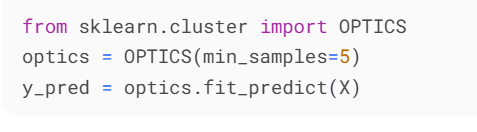 from sklearn.cluster import OPTICS
optics = OPTICS(min_samples=5)
y_pred = optics.fit_predict(X)